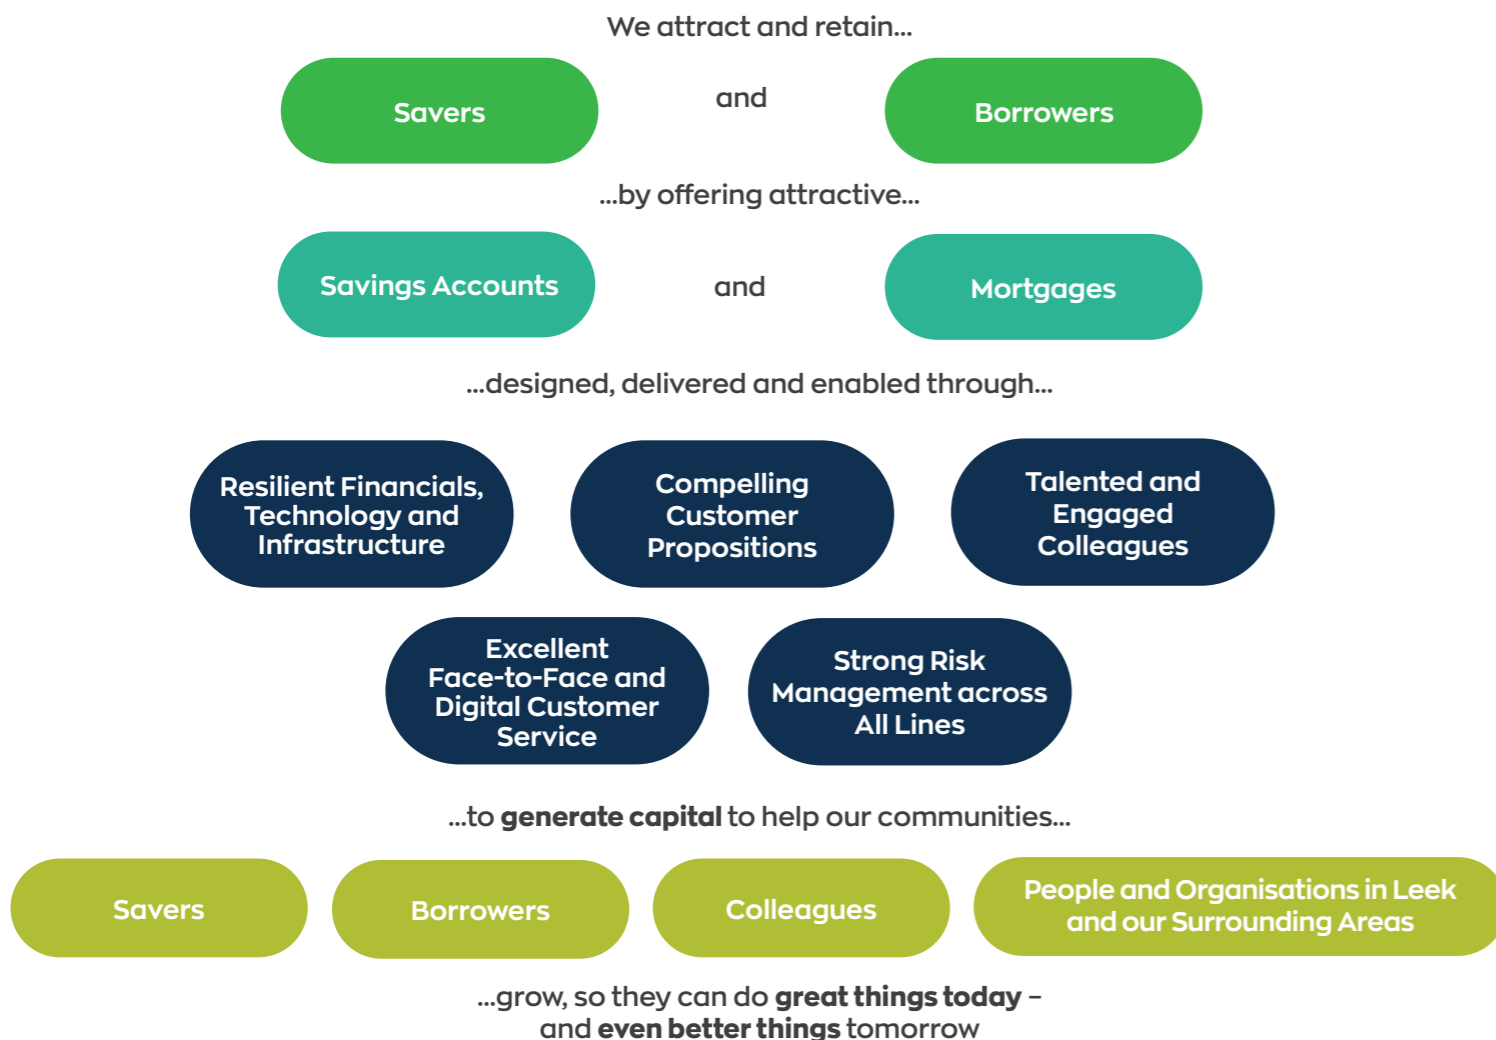 We attract and retain...
Savers
and
Borrowers
...by offering attractive...
Savings Accounts
and
Mortgages
...designed, delivered and enabled through...
Resilient Financials,
Technology and
Infrastructure
Compelling
Customer
Propositions
Talented and
Engaged
Colleagues
Excellent
Face-to-Face and
Digital Customer
Service
Strong Risk
Management across
All Lines
...to generate capital to help our communities...
Savers
Borrowers
Colleagues
People and Organisations in Leek
and our Surrounding Areas
...grow, so they can do great things today –
and even better things tomorrow